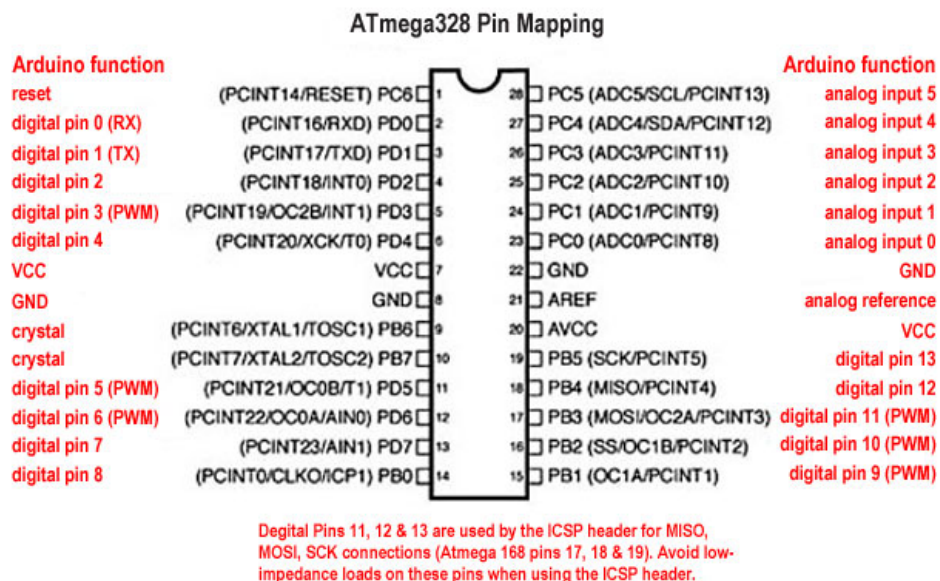 ATmega328 Pin Mapping
Arduino function Arduino function
reset (PCINT14/RESET) PC6 1 28 PC5 (ADC5/SCL/PCINT13) analog input 5
digital pin 0 (RX) (PCINT16/RXD) PD0 2 27 PC4 (ADC4/SDA/PCINT12) analog input 4
digital pin 1 (TX) (PCINT17/TXD) PD1 3 26 PC3 (ADC3/PCINT11) analog input 3
digital pin 2 (PCINT18/INT0) PD2 4 25 PC2 (ADC2/PCINT10) analog input 2
digital pin 3 (PWM) (PCINT19/OC2B/INT1) PD3 5 24 PC1 (ADC1/PCINT9) analog input 1
digital pin 4 (PCINT20/XCK/T0) PD4 6 23 PC0 (ADC0/PCINT8) analog input 0
VCC VCC 7 22 GND GND
GND GND 8 21 AREF analog reference
crystal (PCINT6/XTAL1/TOSC1) PB6 9 20 AVCC VCC
crystal (PCINT7/XTAL2/TOSC2) PB7 10 19 PB5 (SCK/PCINT5) digital pin 13
digital pin 5 (PWM) (PCINT21/OC0B/T1) PD5 11 18 PB4 (MISO/PCINT4) digital pin 12
digital pin 6 (PWM) (PCINT22/OC0A/AIN0) PD6 12 17 PB3 (MOSI/OC2A/PCINT3) digital pin 11 (PWM)
digital pin 7 (PCINT23/AIN1) PD7 13 16 PB2 (SS/OC1B/PCINT2) digital pin 10 (PWM)
digital pin 8 (PCINT0/CLKO/ICP1) PB0 14 15 PB1 (OC1A/PCINT1) digital pin 9 (PWM)
Degital Pins 11, 12 & 13 are used by the ICSP header for MISO,
MOSI, SCK connections (Atmega 168 pins 17, 18 & 19). Avoid low-
impedance loads on these pins when using the ICSP header.